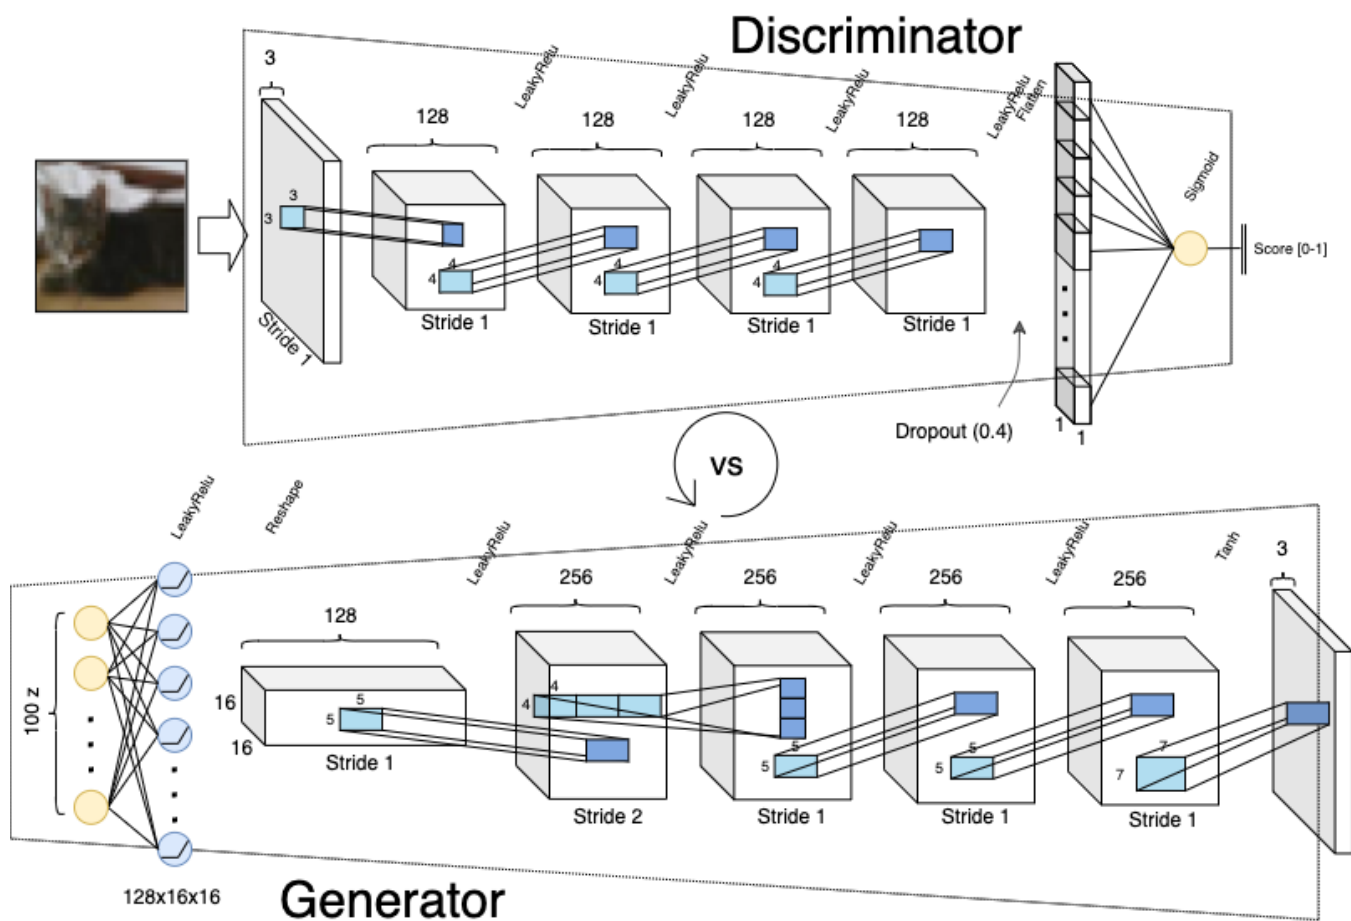 Discriminator
3
LeakyRelu
LeakyRelu
LeakyRelu
LeakyRelu
Flatten
128
128
128
128
Sigmoid
3
3
4
4
4
4
4
4
Score [0-1]
Stride 1
Stride 1
Stride 1
Stride 1
Stride 1
Dropout (0.4)
1
1
vs
LeakyRelu
Reshape
LeakyRelu
LeakyRelu
LeakyRelu
LeakyRelu
Tanh
3
256
256
256
256
128
100 z
16
16
5
5
4
4
5
5
5
5
7
7
Stride 1
Stride 2
Stride 1
Stride 1
Stride 1
128x16x16
Generator